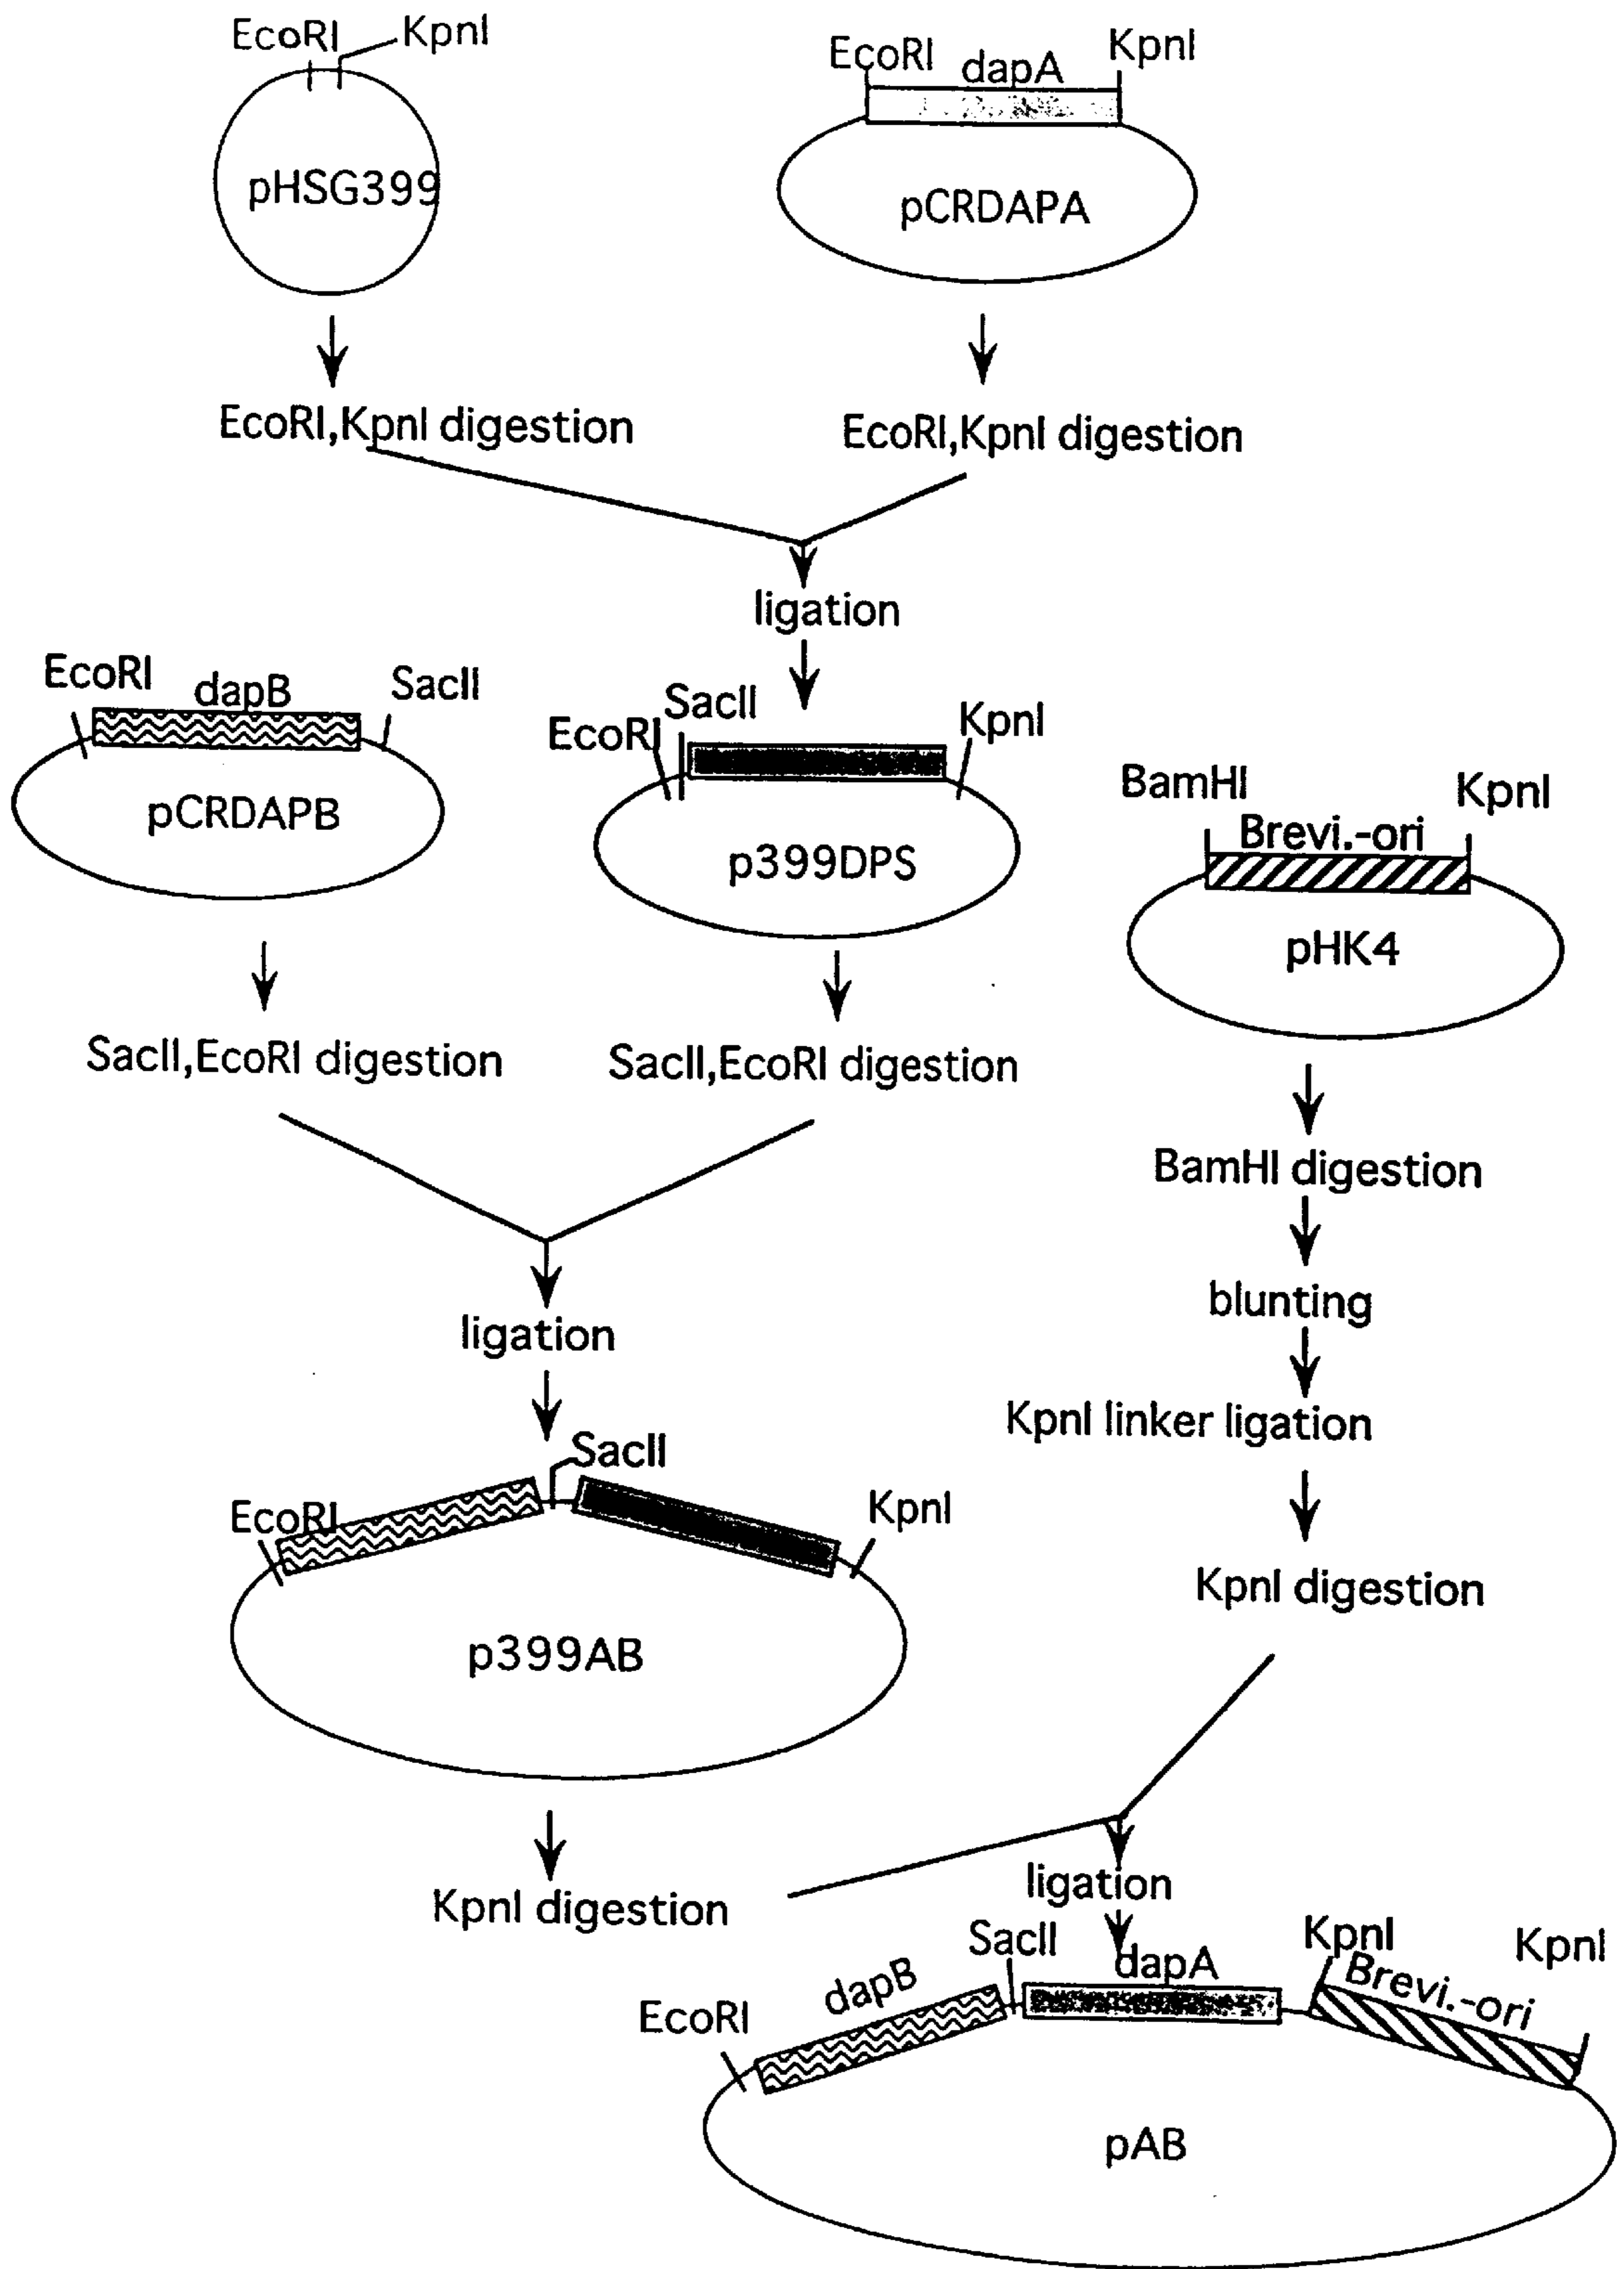 EcoRI
KpnI
pHSG399
EcoRI
dapA
KpnI
pCRDAPA
EcoRI,KpnI digestion
EcoRI,KpnI digestion
ligation
EcoRI
dapB
SacII
pCRDAPB
EcoRI
SacII
KpnI
p399DPS
BamHI
KpnI
Brevi.-ori
pHK4
SacII,EcoRI digestion
SacII,EcoRI digestion
BamHI digestion
blunting
KpnI linker ligation
KpnI digestion
ligation
SacII
EcoRI
KpnI
p399AB
KpnI digestion
ligation
EcoRI
dapB
SacII
dapA
KpnI
Brevi.-ori
KpnI
pAB